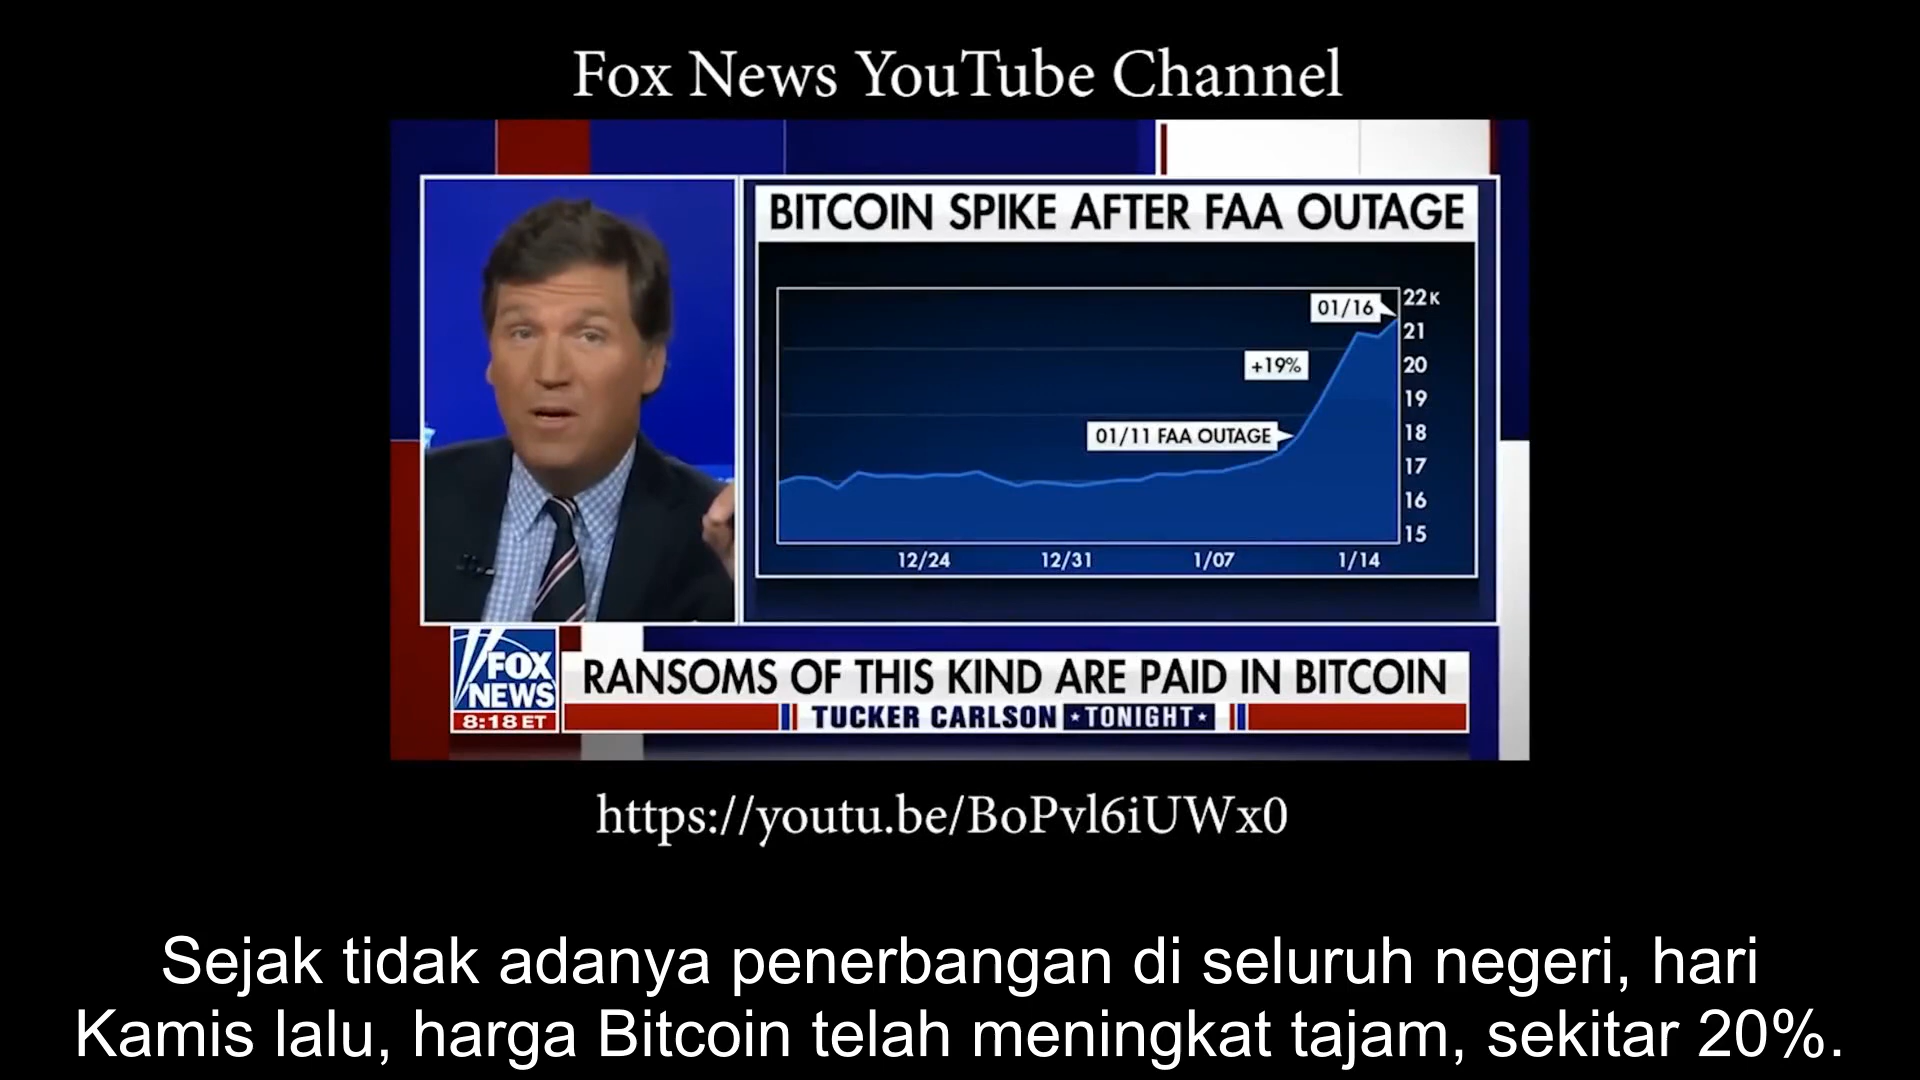 Fox News YouTube Channel
BITCOIN SPIKE AFTER FAA OUTAGE
01/16
22K
21
+19%
20
19
01/11 FAA OUTAGE
18
17
16
15
12/24 12/31 1/07 1/14
FOX
NEWS
8:18 ET
RANSOMS OF THIS KIND ARE PAID IN BITCOIN
TUCKER CARLSON TONIGHT
https://youtu.be/BoPvl6iUWx0
Sejak tidak adanya penerbangan di seluruh negeri, hari
Kamis lalu, harga Bitcoin telah meningkat tajam, sekitar 20%.